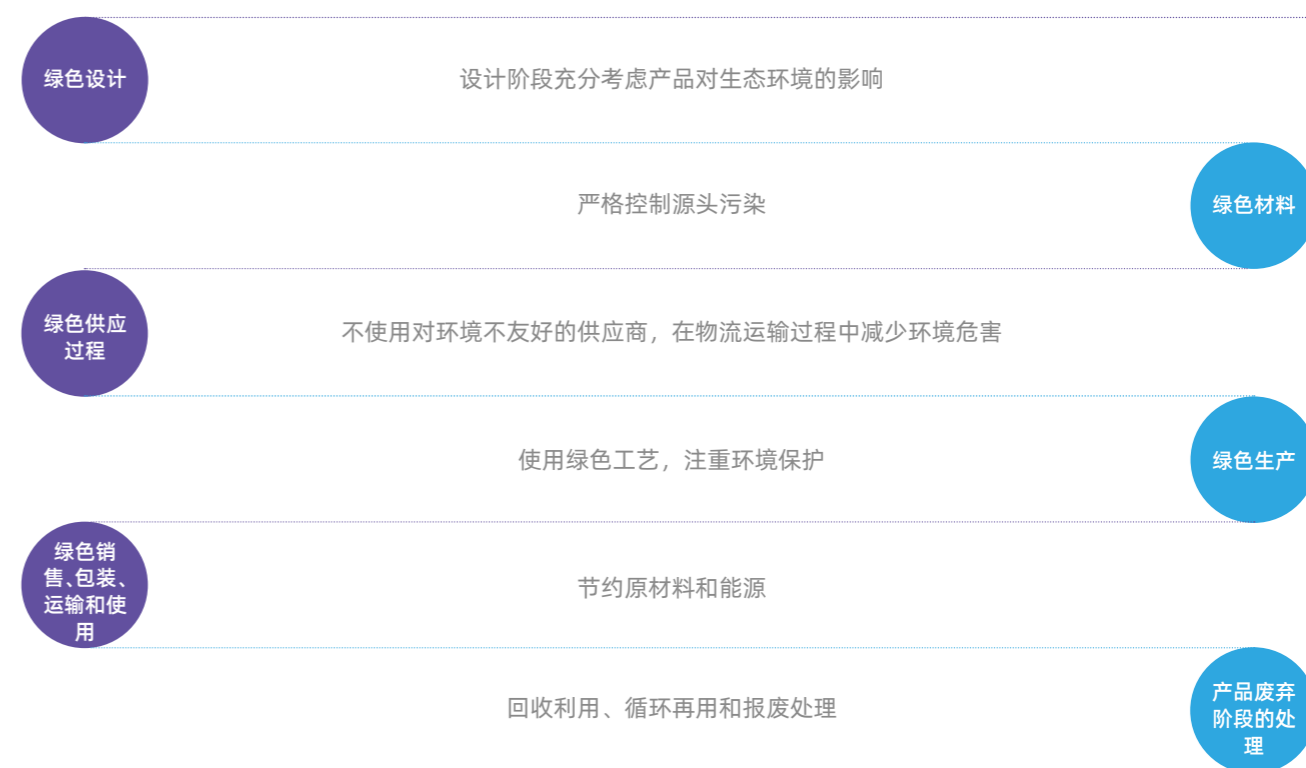 绿色设计
设计阶段充分考虑产品对生态环境的影响
严格控制源头污染
绿色材料
绿色供应
过程
不使用对环境不友好的供应商，在物流运输过程中减少环境危害
使用绿色工艺，注重环境保护
绿色生产
绿色销
售、包装、
运输和使
用
节约原材料和能源
回收利用、循环再用和报废处理
产品废弃
阶段的处
理